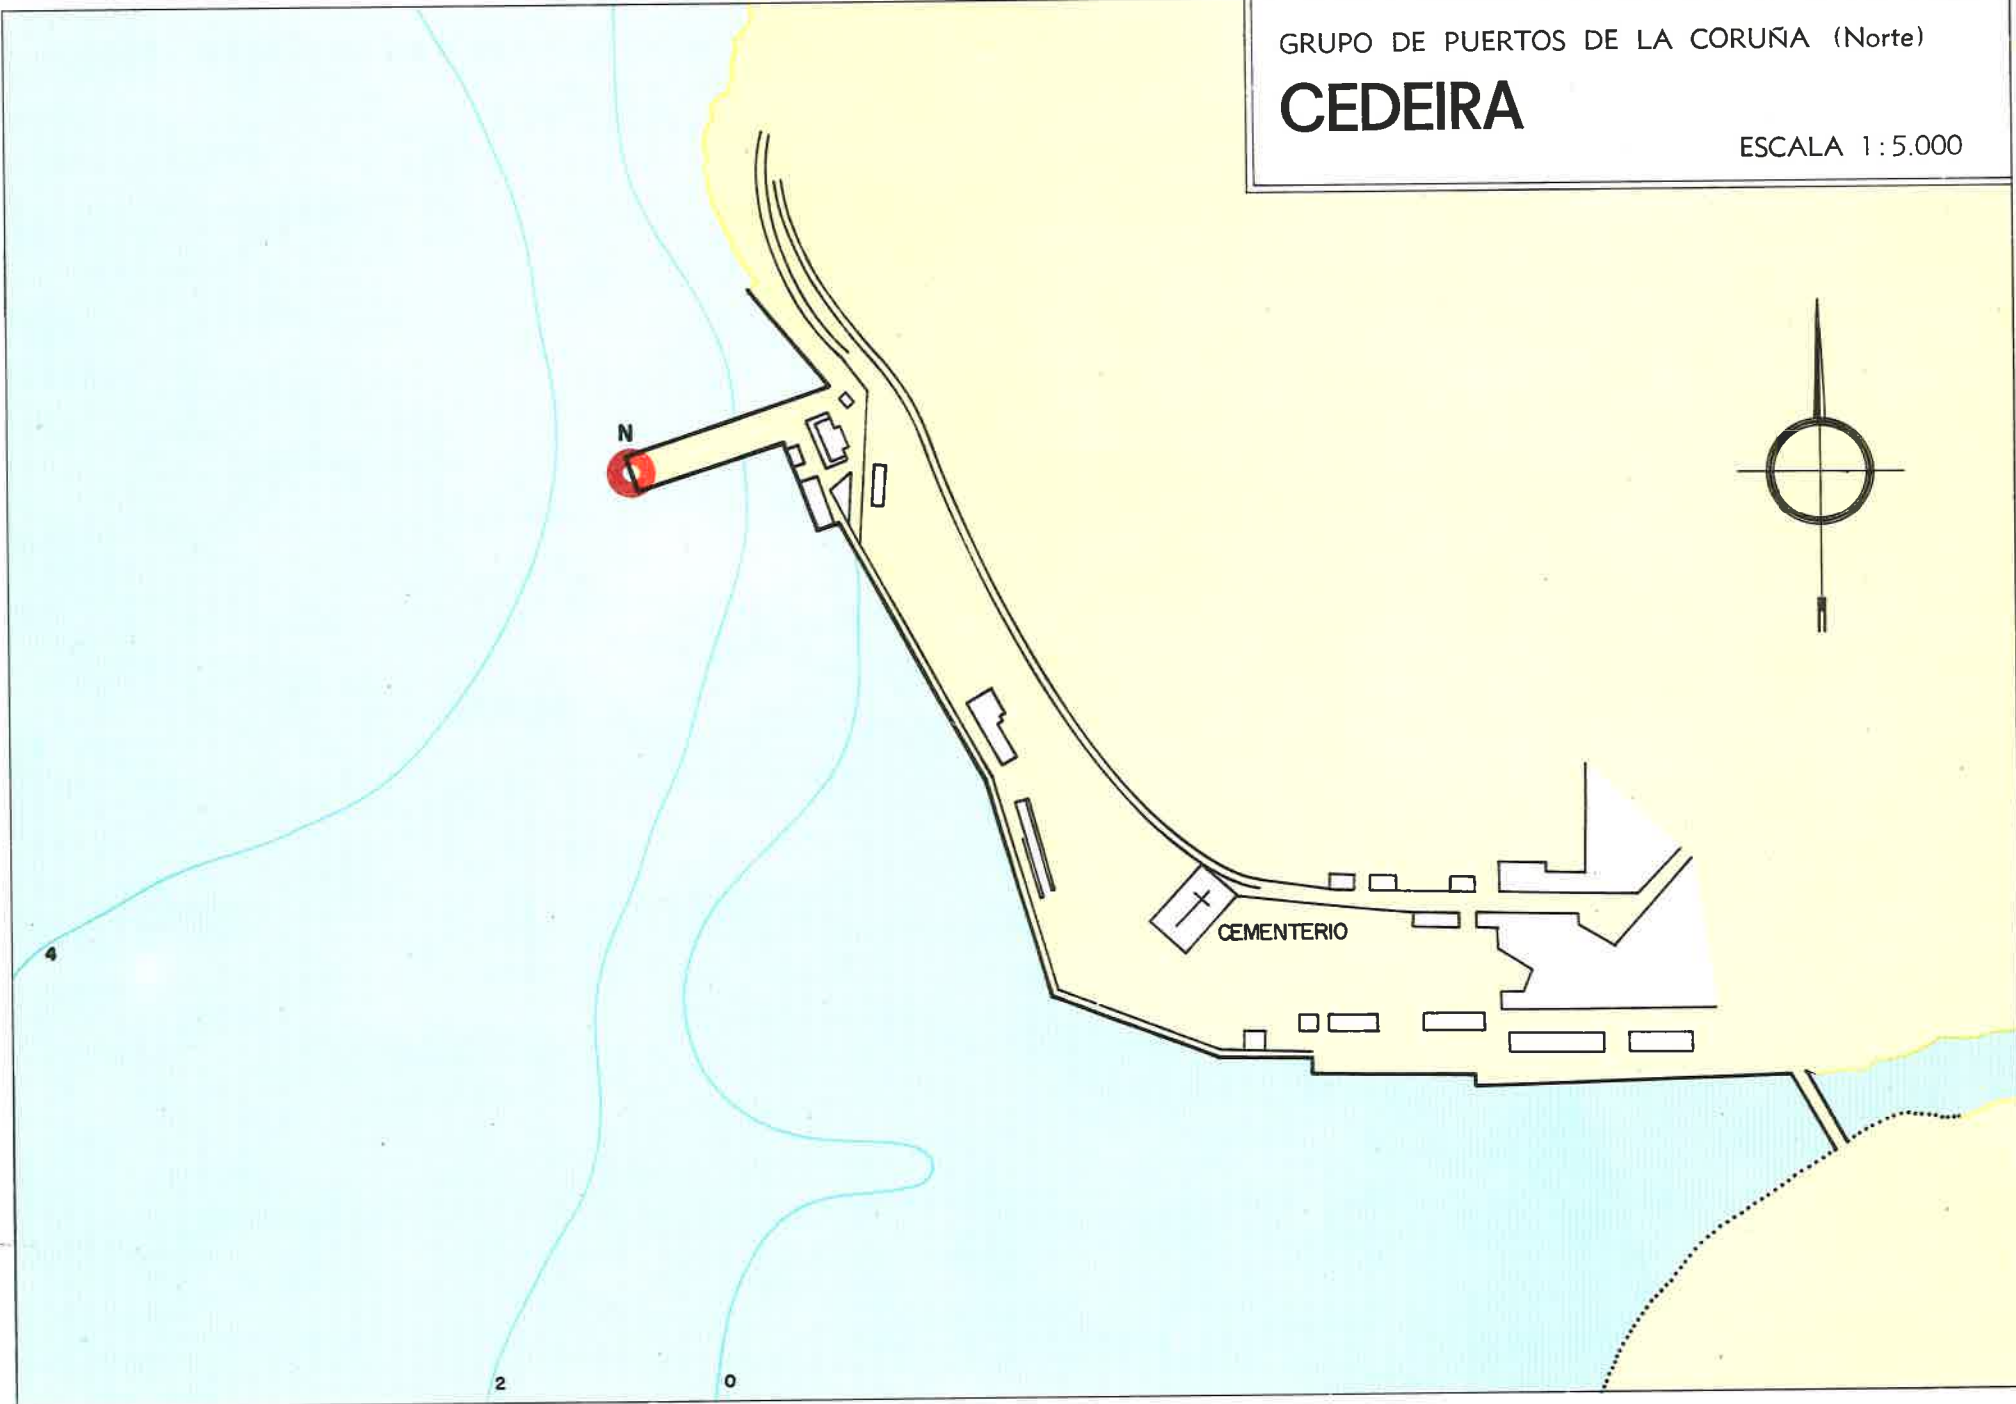 GRUPO DE PUERTOS DE LA CORUÑA (Norte)
CEDEIRA
ESCALA 1:5.000
N
CEMENTERIO
4
2
0